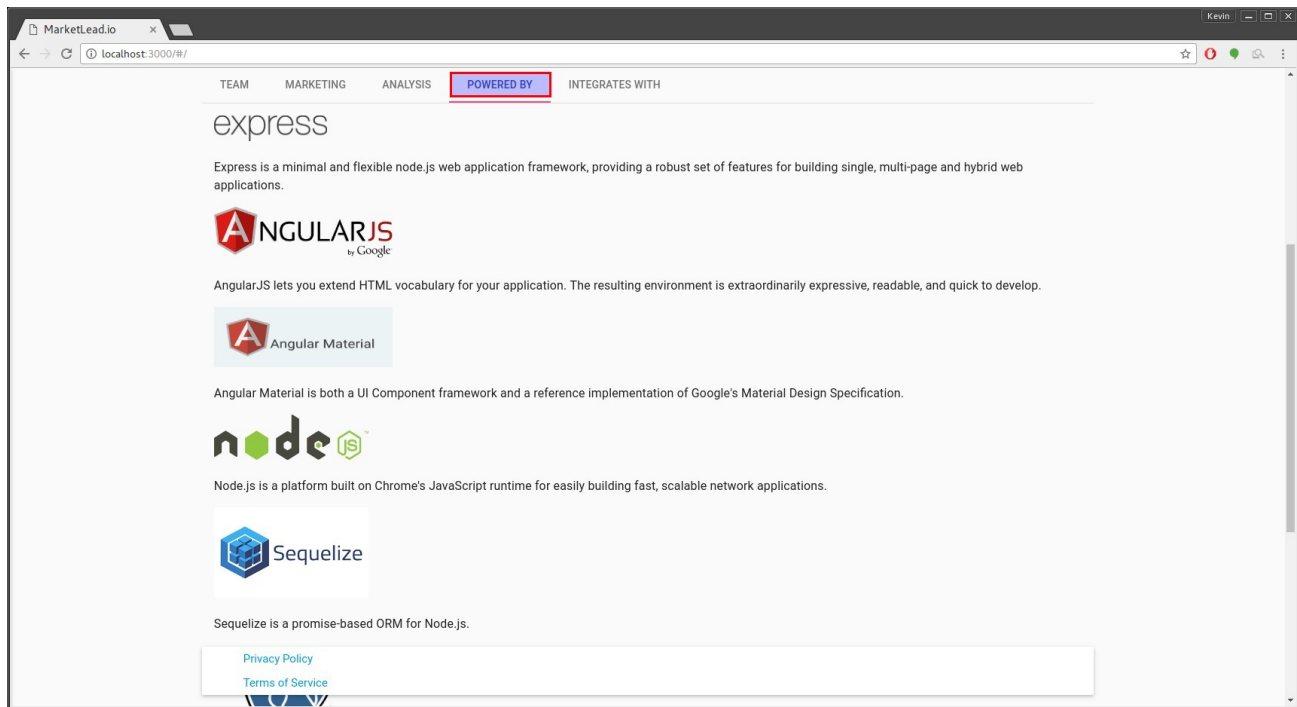 MarketLead.io
Kevin
localhost:3000/#/
TEAM MARKETING ANALYSIS POWERED BY INTEGRATES WITH
express
Express is a minimal and flexible node.js web application framework, providing a robust set of features for building single, multi-page and hybrid web
applications.
ANGULARJS
by Google
AngularJS lets you extend HTML vocabulary for your application. The resulting environment is extraordinarily expressive, readable, and quick to develop.
A Angular Material
Angular Material is both a UI Component framework and a reference implementation of Google's Material Design Specification.
node JS ™
Node.js is a platform built on Chrome's JavaScript runtime for easily building fast, scalable network applications.
Sequelize
Sequelize is a promise-based ORM for Node.js.
Privacy Policy
Terms of Service